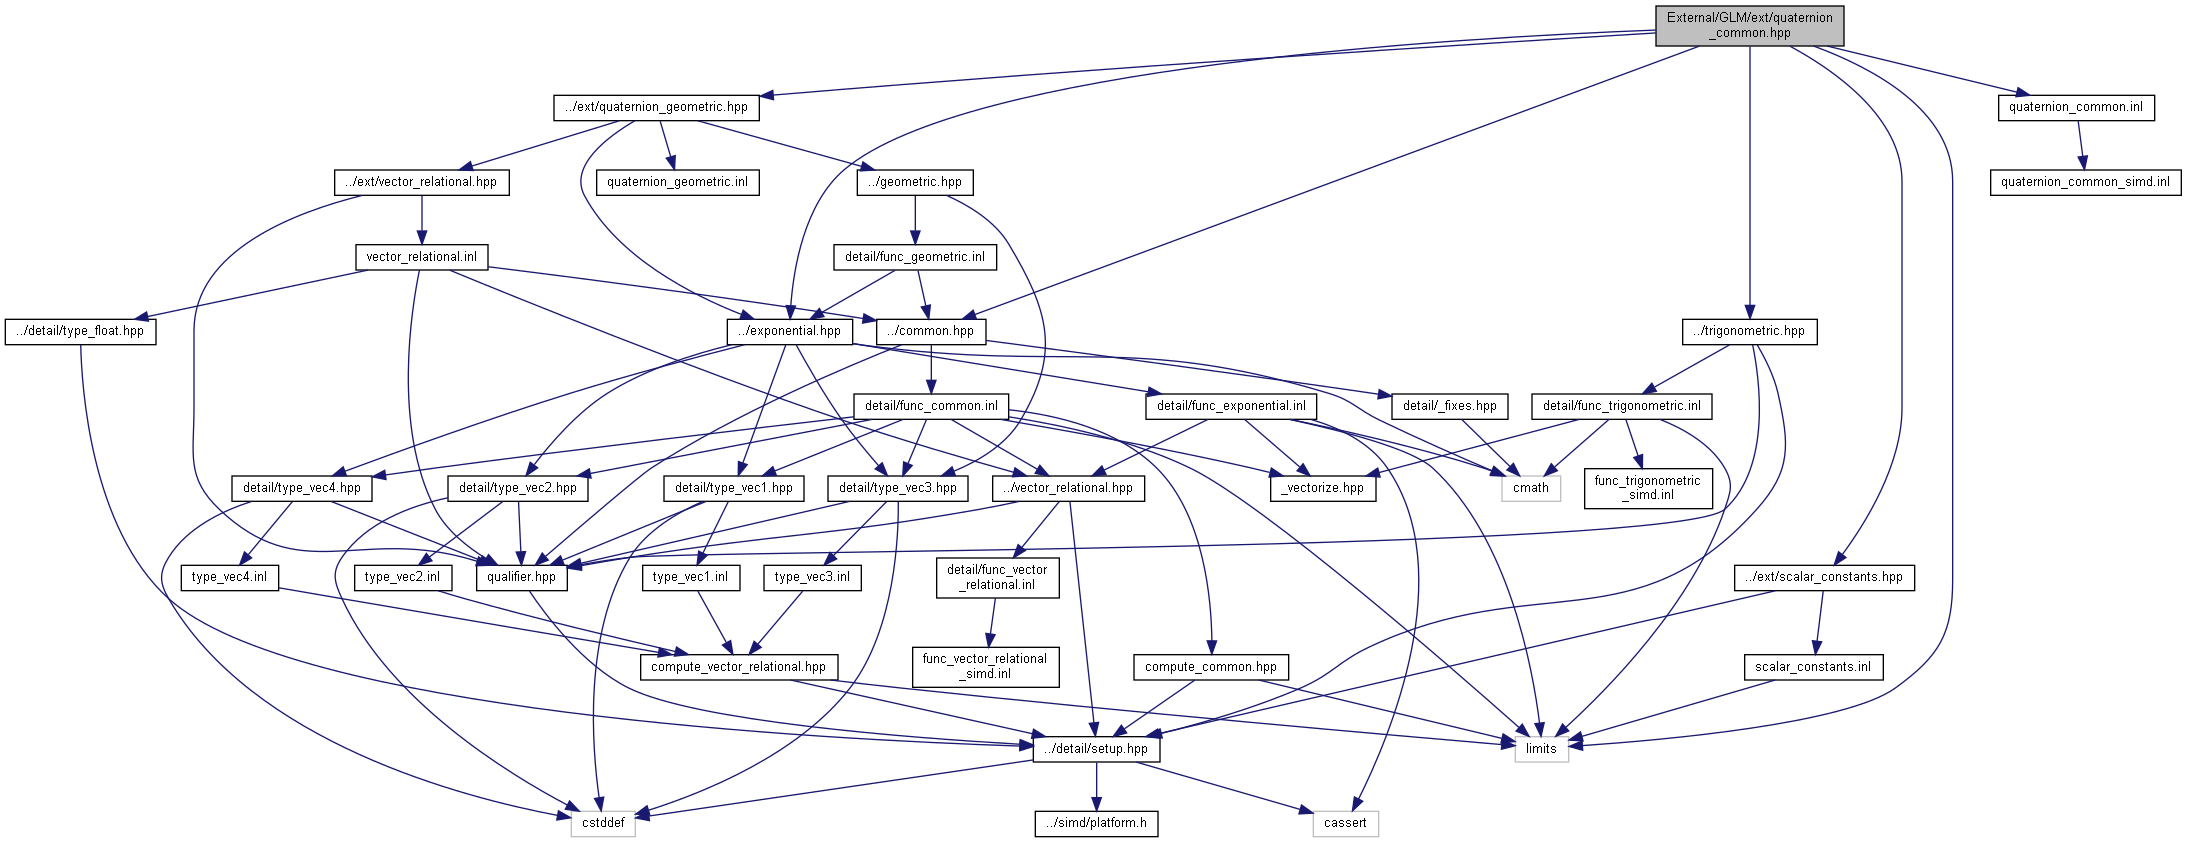 External/GLM/ext/quaternion
_common.hpp
../ext/quaternion_geometric.hpp
quaternion_common.inl
../ext/vector_relational.hpp
quaternion_geometric.inl
../geometric.hpp
quaternion_common_simd.inl
vector_relational.inl
detail/func_geometric.inl
../detail/type_float.hpp
../exponential.hpp
../common.hpp
../trigonometric.hpp
detail/func_common.inl
detail/func_exponential.inl
detail/_fixes.hpp
detail/func_trigonometric.inl
detail/type_vec4.hpp
detail/type_vec2.hpp
detail/type_vec1.hpp
detail/type_vec3.hpp
../vector_relational.hpp
_vectorize.hpp
cmath
func_trigonometric
_simd.inl
type_vec4.inl
type_vec2.inl
qualifier.hpp
type_vec1.inl
type_vec3.inl
detail/func_vector
_relational.inl
../ext/scalar_constants.hpp
compute_vector_relational.hpp
func_vector_relational
_simd.inl
compute_common.hpp
scalar_constants.inl
../detail/setup.hpp
limits
cstddef
../simd/platform.h
cassert